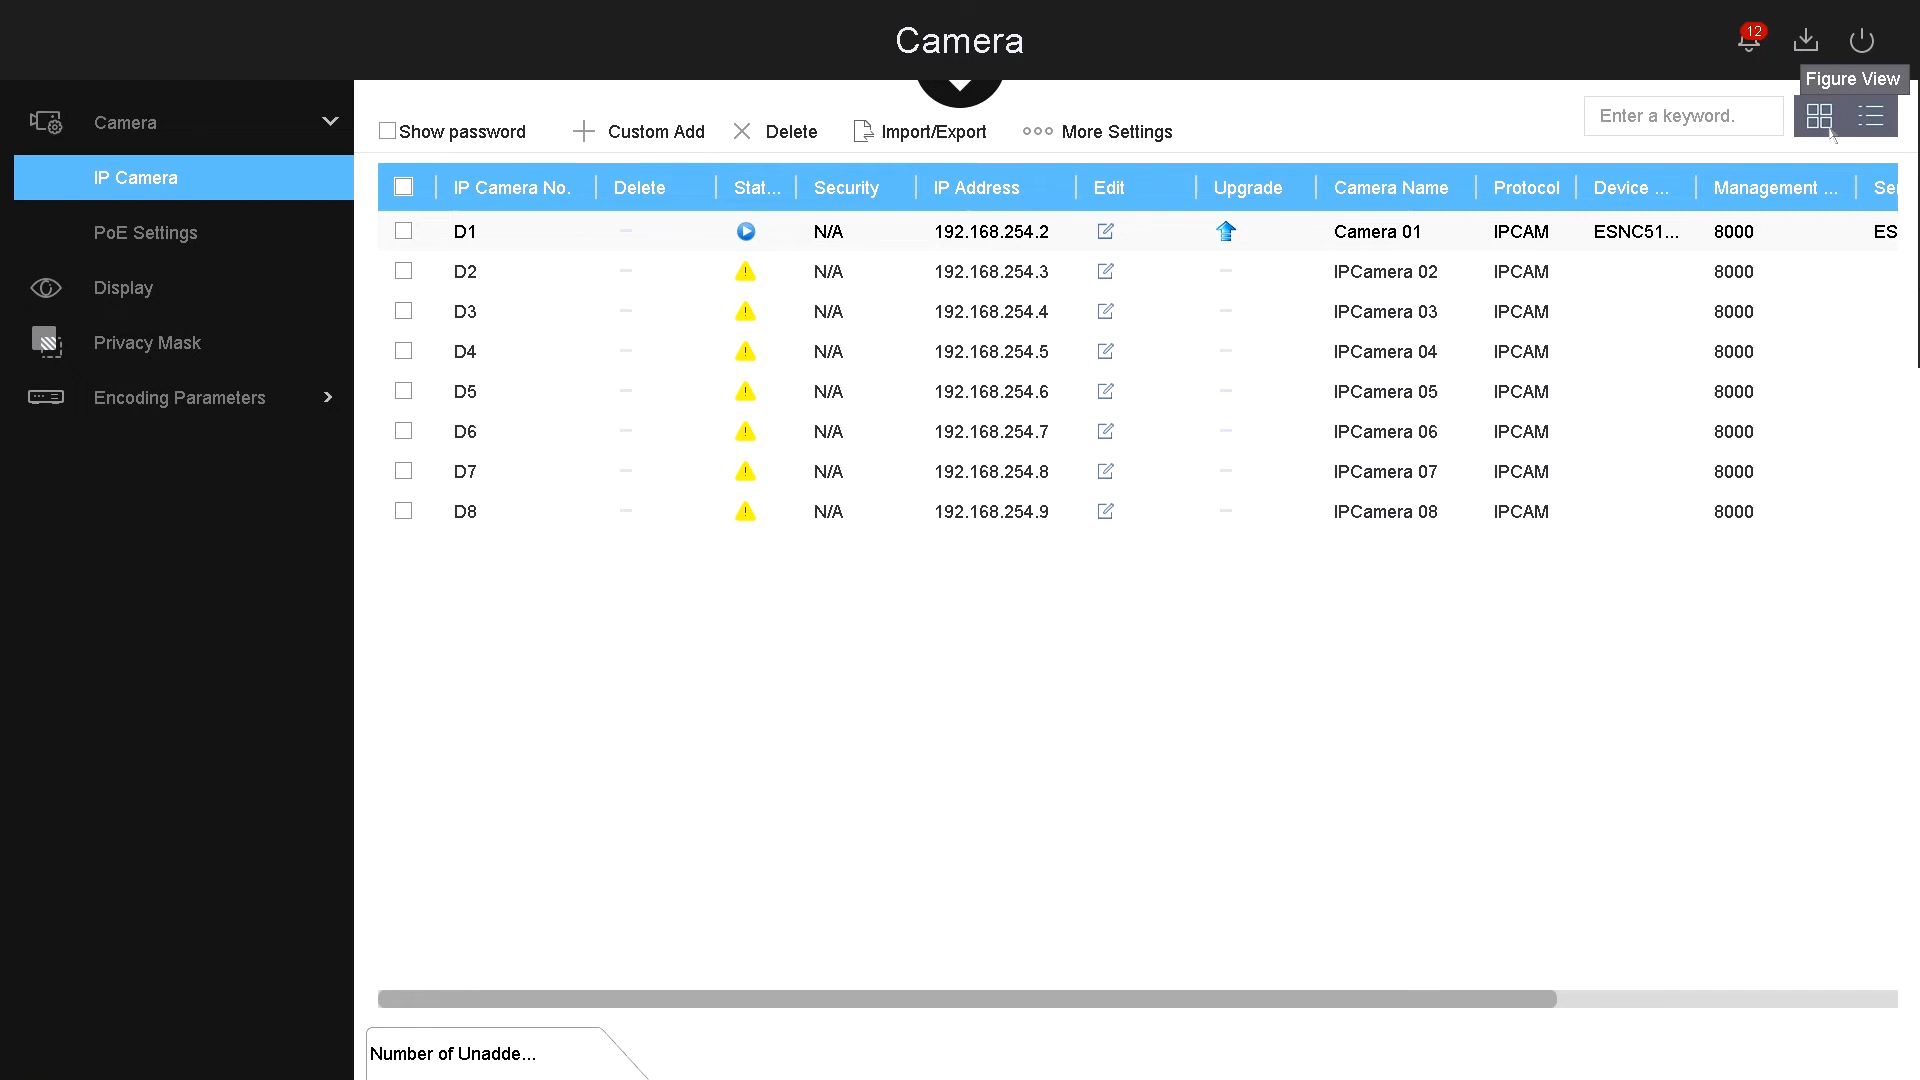 Camera
12
Figure View
Camera
IP Camera
PoE Settings
Display
Privacy Mask
Encoding Parameters
Show password Custom Add Delete Import/Export More Settings Enter a keyword.
IP Camera No. Delete Stat... Security IP Address Edit Upgrade Camera Name Protocol Device ... Management ... Se
D1 N/A 192.168.254.2 Camera 01 IPCAM ESNC51... 8000 ES
D2 N/A 192.168.254.3 IPCamera 02 IPCAM 8000
D3 N/A 192.168.254.4 IPCamera 03 IPCAM 8000
D4 N/A 192.168.254.5 IPCamera 04 IPCAM 8000
D5 N/A 192.168.254.6 IPCamera 05 IPCAM 8000
D6 N/A 192.168.254.7 IPCamera 06 IPCAM 8000
D7 N/A 192.168.254.8 IPCamera 07 IPCAM 8000
D8 N/A 192.168.254.9 IPCamera 08 IPCAM 8000
Number of Unadde...